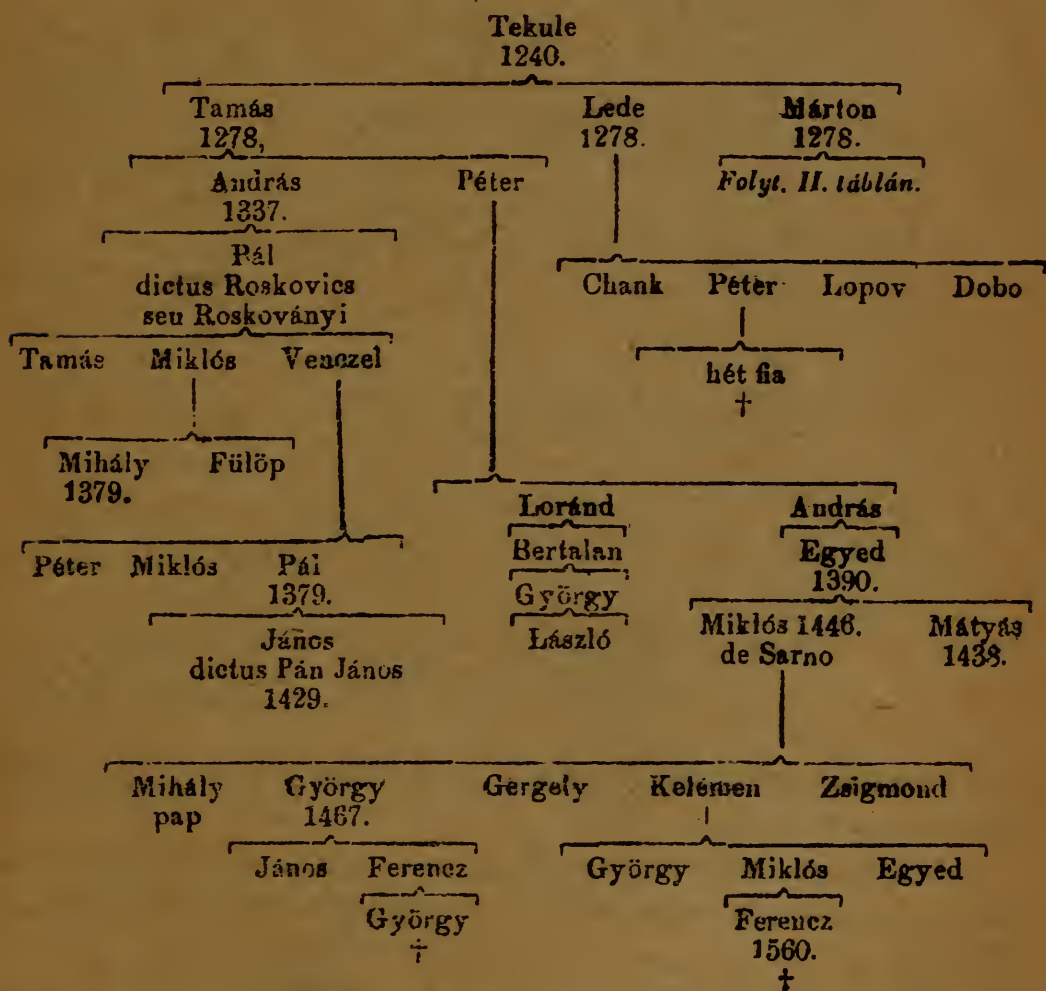 Tekule
1240.
Tamás Lede Márton
1278, 1278. 1278.
András Péter Folyt. II. táblán.
1337.
Pál
dictus Roskovics Chank Péter Lopov Dobo
seu Roskoványi
Tamás Miklós Venczel
hét fia
†
Mihály Fülöp
1379.
Loránd András
Péter Miklós Pál Bertalan Egyed
1379. György 1390.
János László Miklós 1446. Mátyás
dictus Pán János de Sarno 1438.
1429.
Mihály György Gergely Kelemen Zsigmond
pap 1467.
János Ferencz György Miklós Egyed
György Ferencz
† 1560.
†